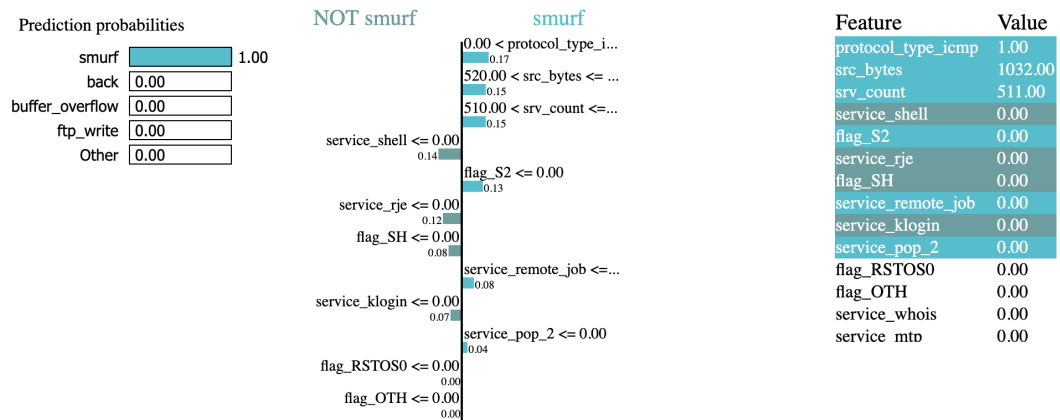 Prediction probabilities
smurf 1.00
back 0.00
buffer_overflow 0.00
ftp_write 0.00
Other 0.00
NOT smurf smurf
0.00 < protocol_type_i...
0.17
520.00 < src_bytes <= ...
0.15
510.00 < srv_count <=...
0.15
service_shell <= 0.00
0.14
flag_S2 <= 0.00
0.13
service_rje <= 0.00
0.12
flag_SH <= 0.00
0.08
service_remote_job <=...
0.08
service_klogin <= 0.00
0.07
service_pop_2 <= 0.00
0.04
flag_RSTOS0 <= 0.00
0.00
flag_OTH <= 0.00
0.00
Feature Value
protocol_type_icmp 1.00
src_bytes 1032.00
srv_count 511.00
service_shell 0.00
flag_S2 0.00
service_rje 0.00
flag_SH 0.00
service_remote_job 0.00
service_klogin 0.00
service_pop_2 0.00
flag_RSTOS0 0.00
flag_OTH 0.00
service_whois 0.00
service_mtp 0.00